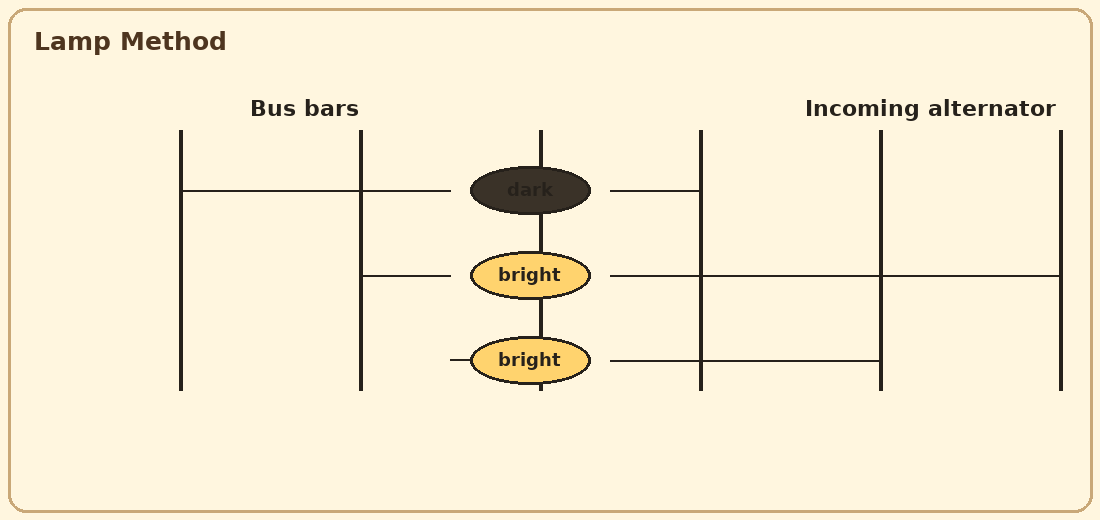 Lamp Method
Bus bars
Incoming alternator
dark
bright
bright